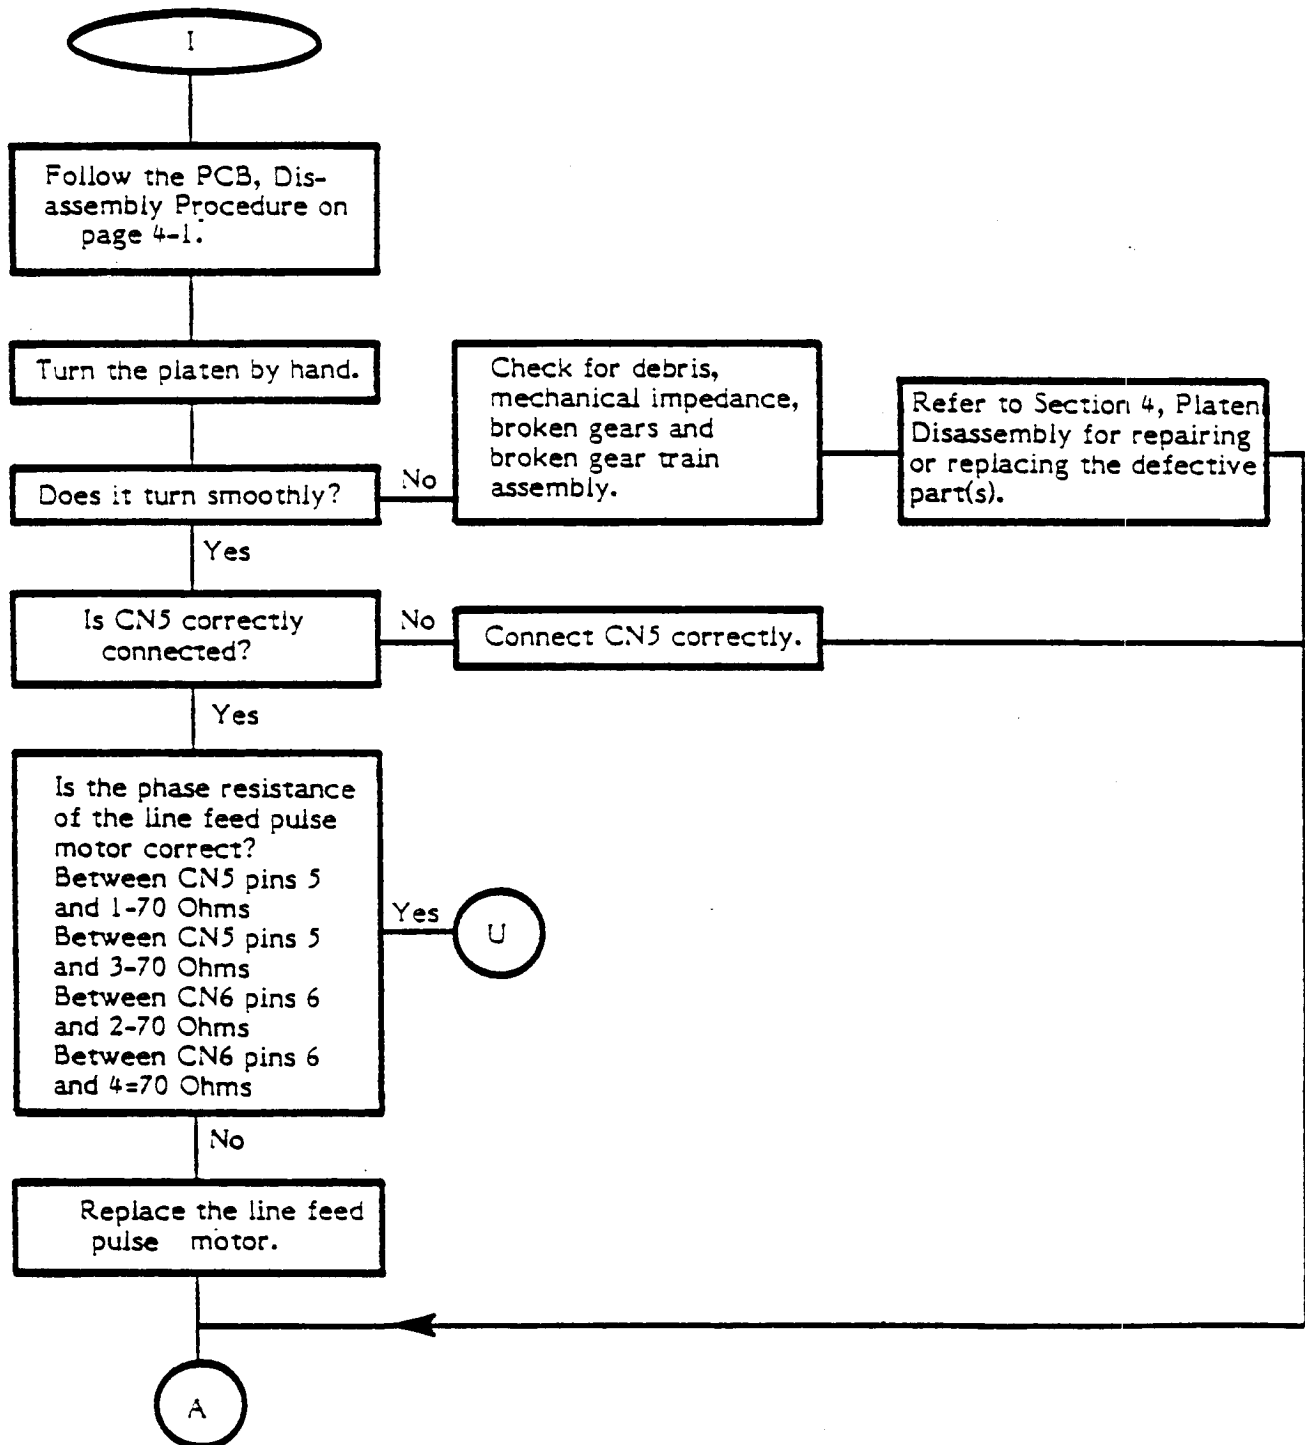 I
Follow the PCB, Dis-
assembly Procedure on
page 4-1.
Turn the platen by hand.
Does it turn smoothly?
No
Check for debris,
mechanical impedance,
broken gears and
broken gear train
assembly.
Refer to Section 4, Platen
Disassembly for repairing
or replacing the defective
part(s).
Yes
Is CN5 correctly
connected?
No
Connect CN5 correctly.
Yes
Is the phase resistance
of the line feed pulse
motor correct?
Between CN5 pins 5
and 1-70 Ohms
Between CN5 pins 5
and 3-70 Ohms
Between CN6 pins 6
and 2-70 Ohms
Between CN6 pins 6
and 4=70 Ohms
Yes
U
No
Replace the line feed
pulse motor.
A